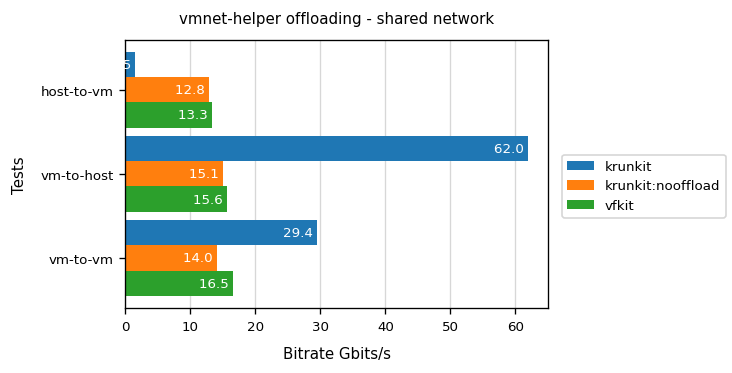 vmnet-helper offloading - shared network
Tests
host-to-vm
5
12.8
13.3
vm-to-host
62.0
15.1
15.6
vm-to-vm
29.4
14.0
16.5
0 10 20 30 40 50 60
Bitrate Gbits/s
krunkit
krunkit:nooffload
vfkit